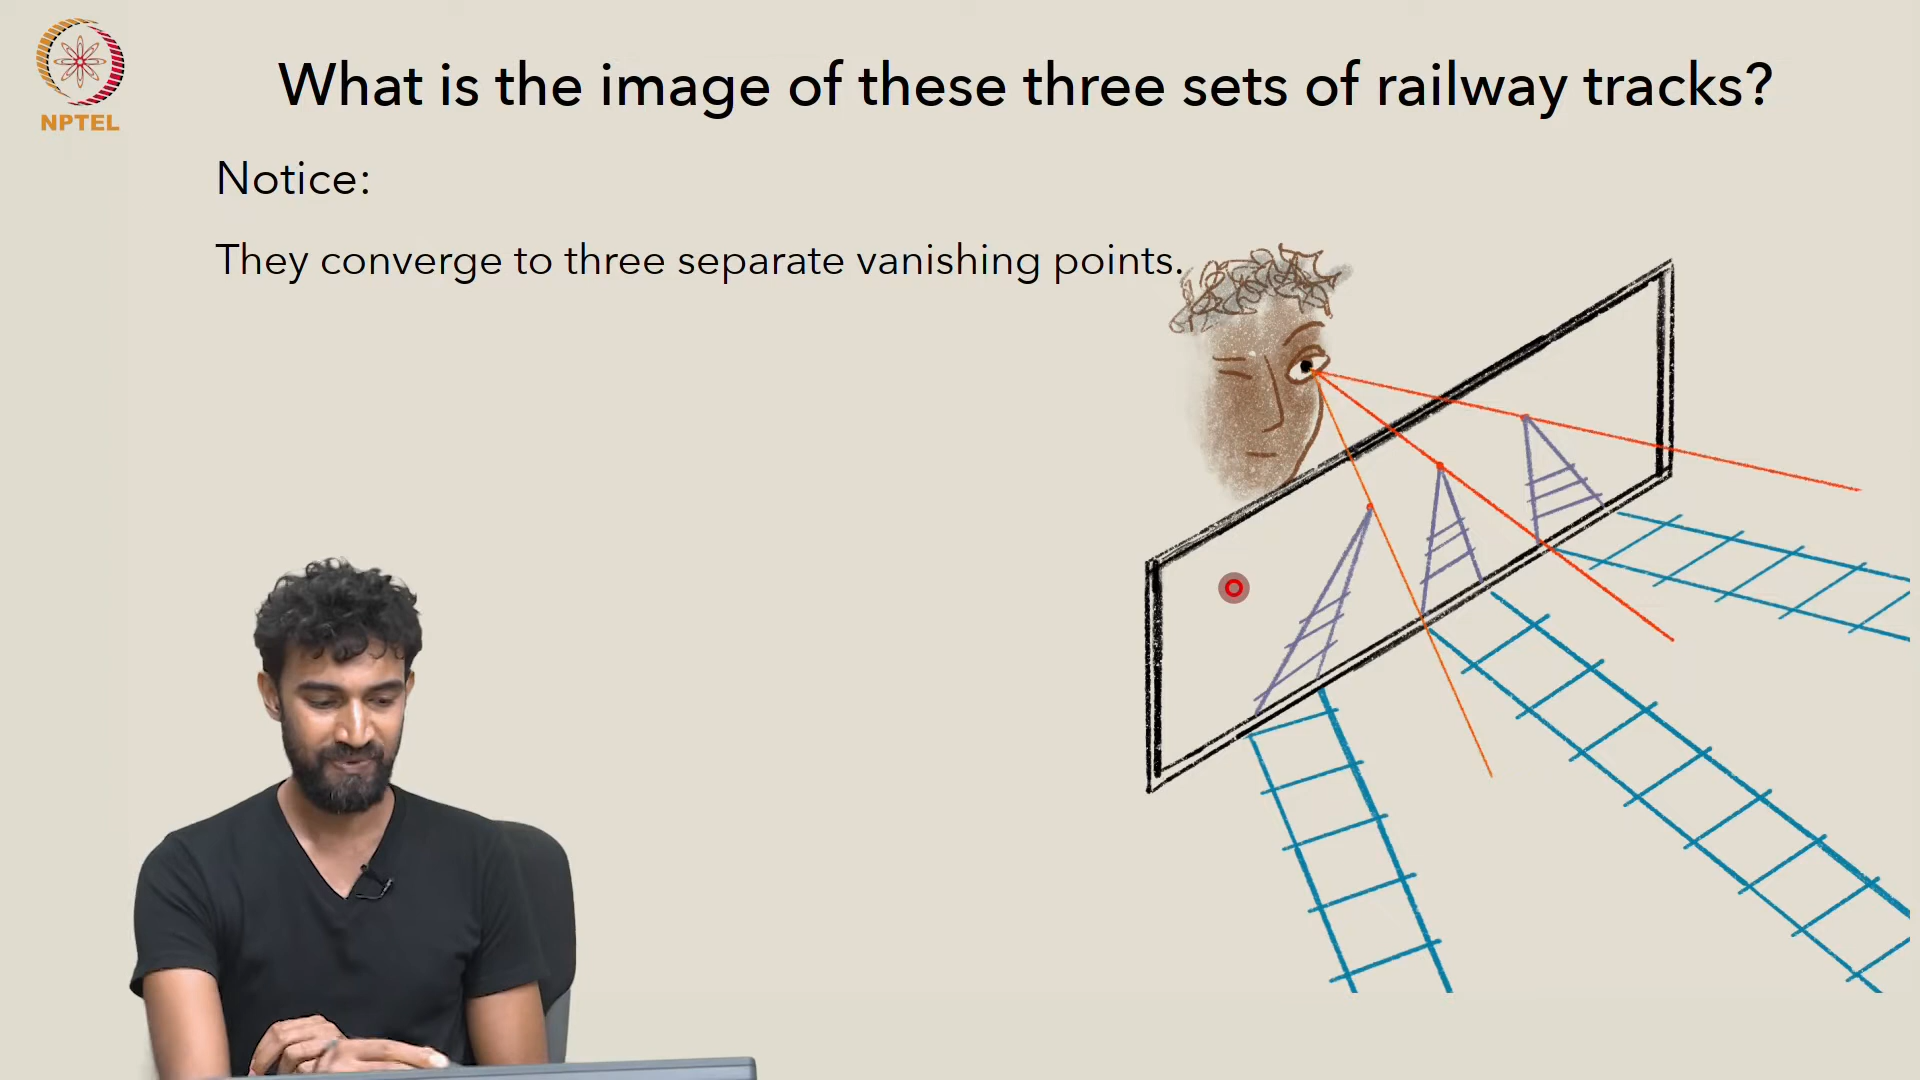 NPTEL
What is the image of these three sets of railway tracks?
Notice:
They converge to three separate vanishing points.